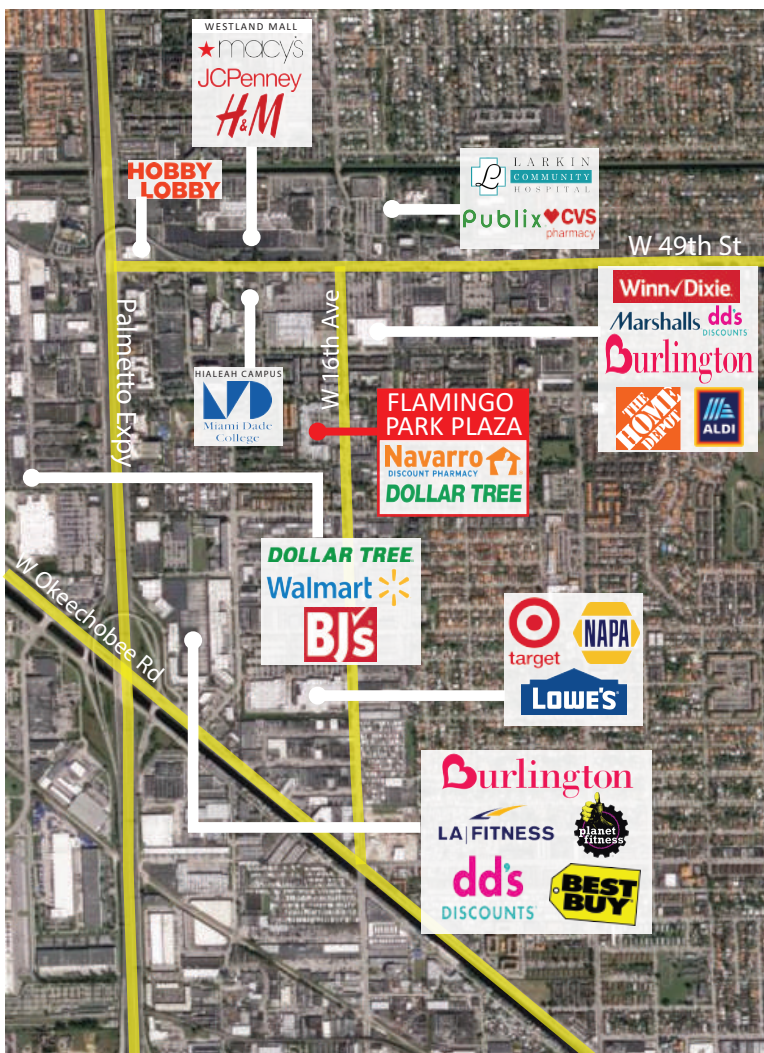 WESTLAND MALL
macy's
JCPenney
H&M
HOBBY
LOBBY
L
LARKIN
COMMUNITY
HOSPITAL
Publix
CVS
pharmacy
W 49th St
Palmetto Expy
W 16th Ave
Winn Dixie
Marshalls
dd's
DISCOUNTS
Burlington
THE
HOME
DEPOT
ALDI
HIALEAH CAMPUS
MD
Miami Dade
College
FLAMINGO
PARK PLAZA
Navarro
DISCOUNT PHARMACY
DOLLAR TREE
DOLLAR TREE
Walmart
BJ's
W Okeechobee Rd
target
NAPA
LOWE'S
Burlington
LA FITNESS
planet
fitness
dd's
DISCOUNTS
BEST
BUY